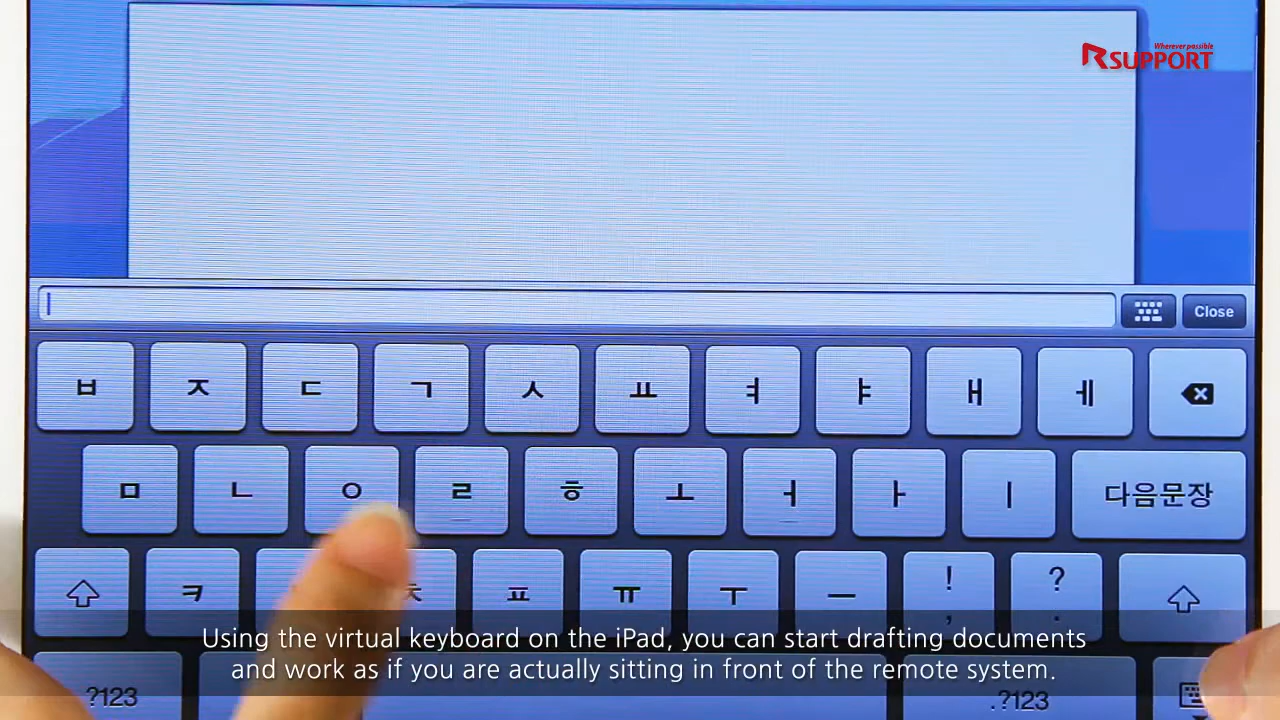 Wherever possible
RSUPPORT
Close
ㅂ ㅈ ㄷ ㄱ ㅅ ㅛ ㅕ ㅑ ㅐ ㅔ
ㅁ ㄴ ㅇ ㄹ ㅎ ㅗ ㅓ ㅏ ㅣ 다음문장
ㅋ ㅊ ㅍ ㅠ ㅜ ㅡ ! , ? .
Using the virtual keyboard on the iPad, you can start drafting documents
and work as if you are actually sitting in front of the remote system.
.?123 .?123